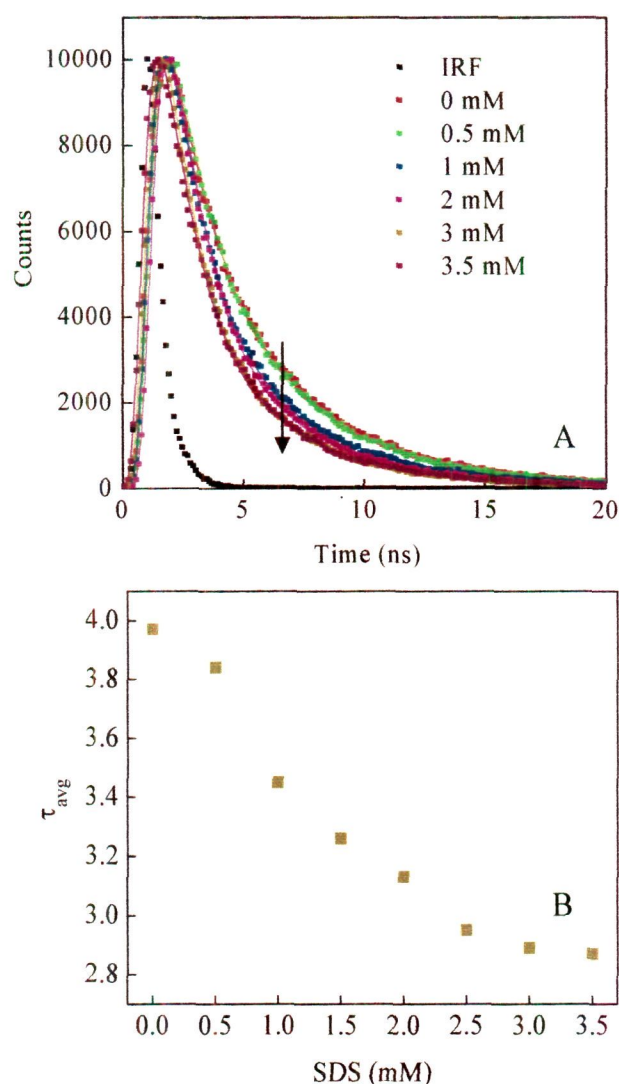 10000
8000
6000
4000
2000
0
Counts
IRF
0 mM
0.5 mM
1 mM
2 mM
3 mM
3.5 mM
A
0 5 10 15 20
Time (ns)
4.0
3.8
3.6
3.4
3.2
3.0
2.8
τavg
B
0.0 0.5 1.0 1.5 2.0 2.5 3.0 3.5
SDS (mM)